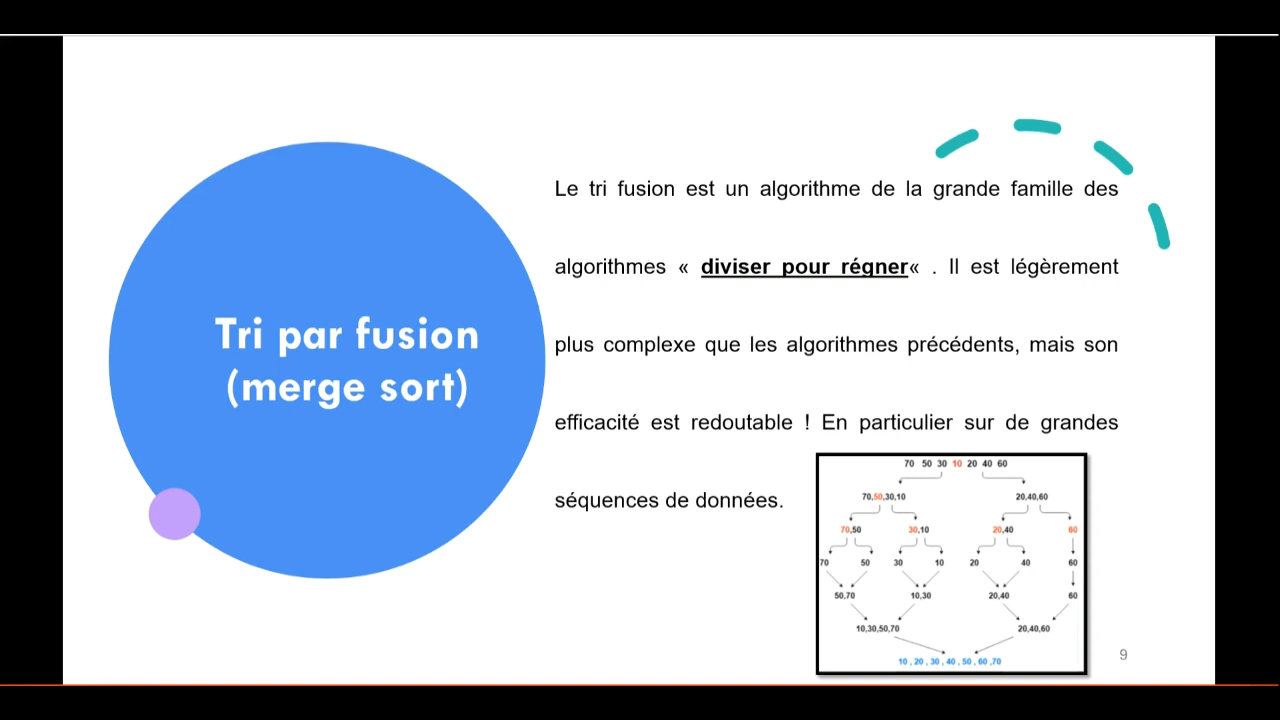 Tri par fusion
(merge sort)
Le tri fusion est un algorithme de la grande famille des
algorithmes « diviser pour régner« . Il est légèrement
plus complexe que les algorithmes précédents, mais son
efficacité est redoutable ! En particulier sur de grandes
séquences de données.
70 50 30 10 20 40 60
70,50,30,10 20,40,60
70,50 30,10 20,40 60
70 50 30 10 20 40 60
50,70 10,30 20,40 60
10,30,50,70 20,40,60
10 , 20 , 30 , 40 , 50 , 60 ,70
9